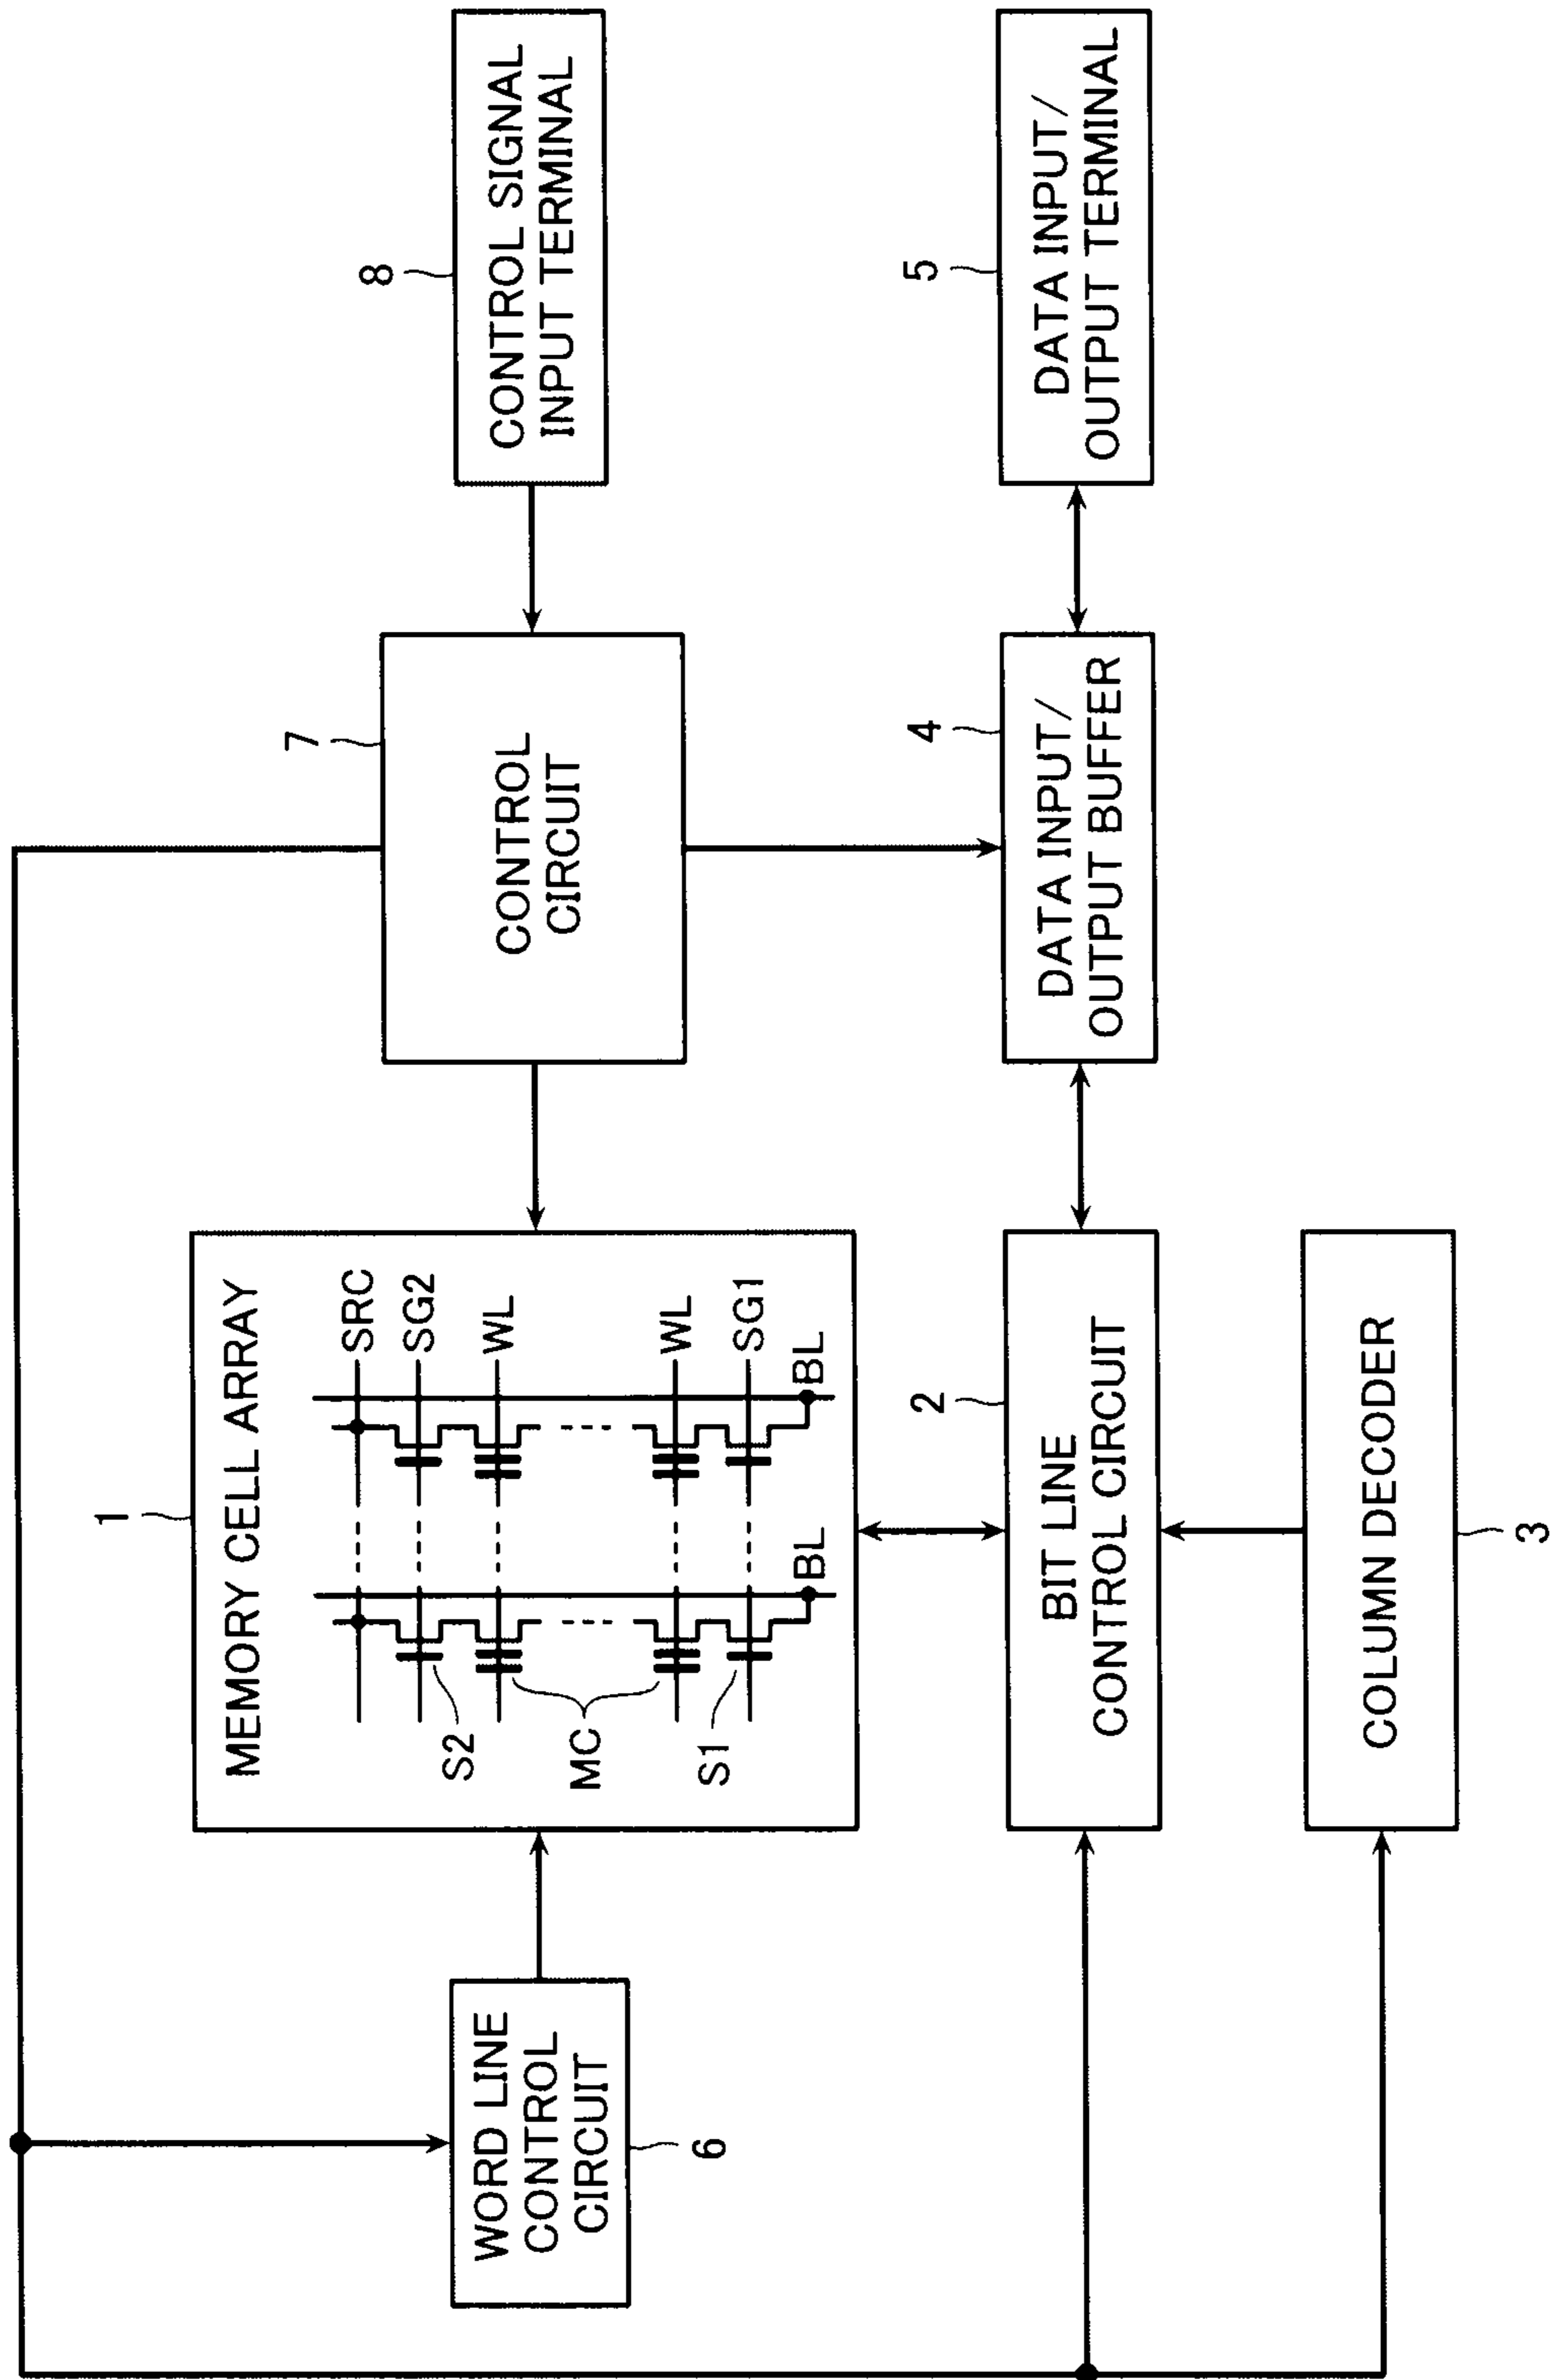 MEMORY CELL ARRAY
1
SRC
SG2
WL
WL
SG1
BL
BL
S2
MC
S1
WORD LINE
CONTROL
CIRCUIT
6
CONTROL
CIRCUIT
7
CONTROL SIGNAL
INPUT TERMINAL
8
BIT LINE
CONTROL CIRCUIT
2
DATA INPUT/
OUTPUT BUFFER
4
DATA INPUT/
OUTPUT TERMINAL
5
COLUMN DECODER
3